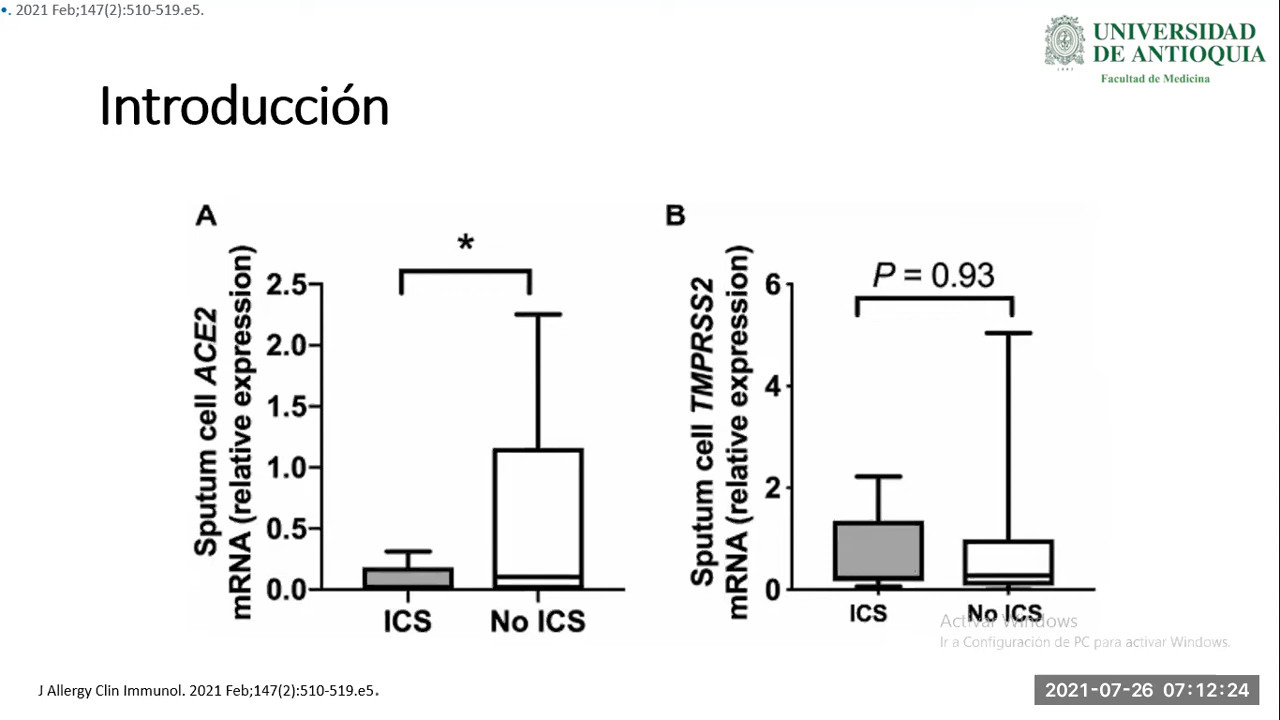 •. 2021 Feb;147(2):510-519.e5.
UNIVERSIDAD
DE ANTIOQUIA
1803
Facultad de Medicina
Introducción
A
*
Sputum cell ACE2
mRNA (relative expression)
2.5
2.0
1.5
1.0
0.5
0.0
ICS
No ICS
B
P = 0.93
Sputum cell TMPRSS2
mRNA (relative expression)
6
4
2
0
ICS
No ICS
Activar Windows
Ir a Configuración de PC para activar Windows.
J Allergy Clin Immunol. 2021 Feb;147(2):510-519.e5.
2021-07-26 07:12:24